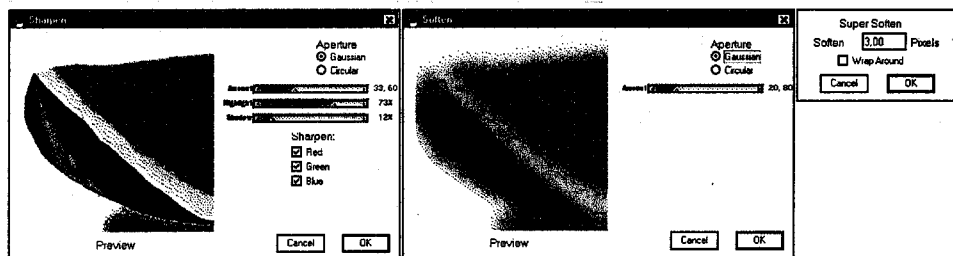 Sharpen
Aperture
Gaussian
Circular
Amount 33, 60
Highlight 73%
Shadow 12%
Sharpen:
Red
Green
Blue
Preview
Cancel OK
Soften
Aperture
Gaussian
Circular
Amount 20, 80
Preview
Cancel OK
Super Soften
Soften 3,00 Pixels
Wrap Around
Cancel OK